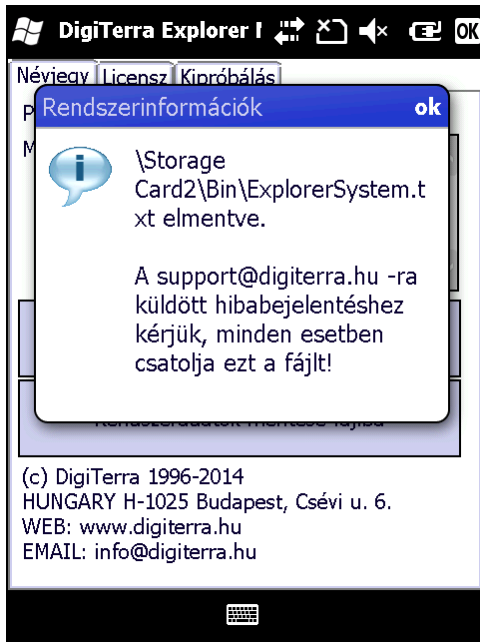 DigiTerra Explorer
OK
Névjegy Licensz Kipróbálás
Rendszerinformációk ok
\Storage
Card2\Bin\ExplorerSystem.t
xt elmentve.
A support@digiterra.hu -ra
küldött hibabejelentéshez
kérjük, minden esetben
csatolja ezt a fájlt!
(c) DigiTerra 1996-2014
HUNGARY H-1025 Budapest, Csévi u. 6.
WEB: www.digiterra.hu
EMAIL: info@digiterra.hu